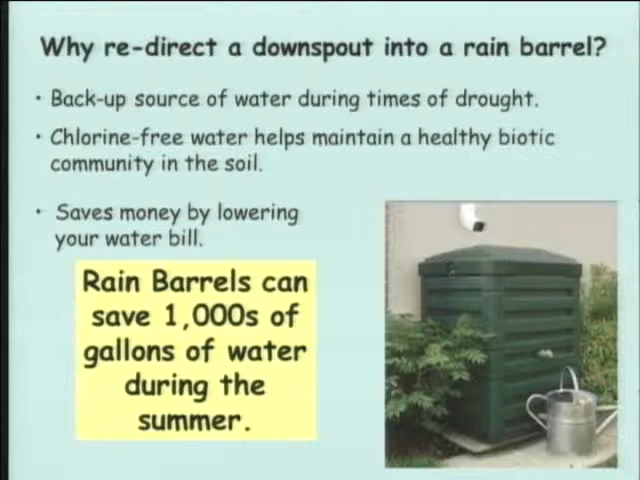 Why re-direct a downspout into a rain barrel?
• Back-up source of water during times of drought.
• Chlorine-free water helps maintain a healthy biotic
community in the soil.
• Saves money by lowering
your water bill.
Rain Barrels can
save 1,000s of
gallons of water
during the
summer.